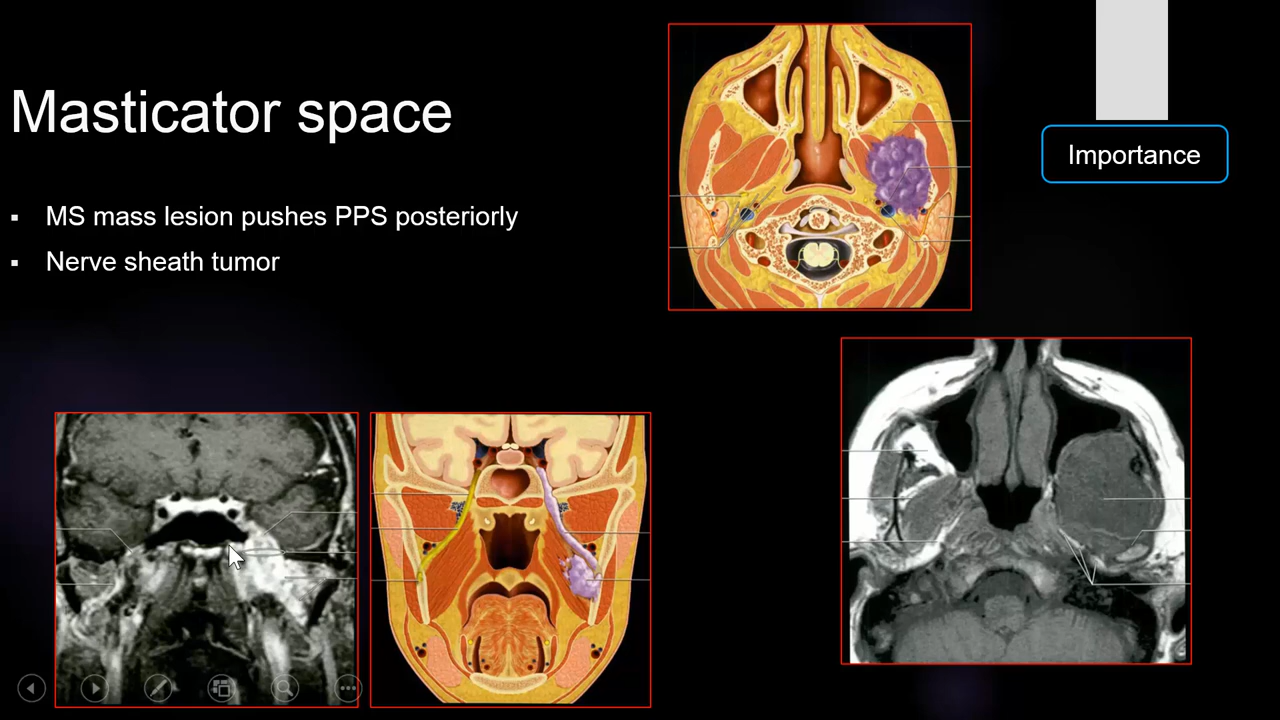 Masticator space
Importance
▪ MS mass lesion pushes PPS posteriorly
▪ Nerve sheath tumor